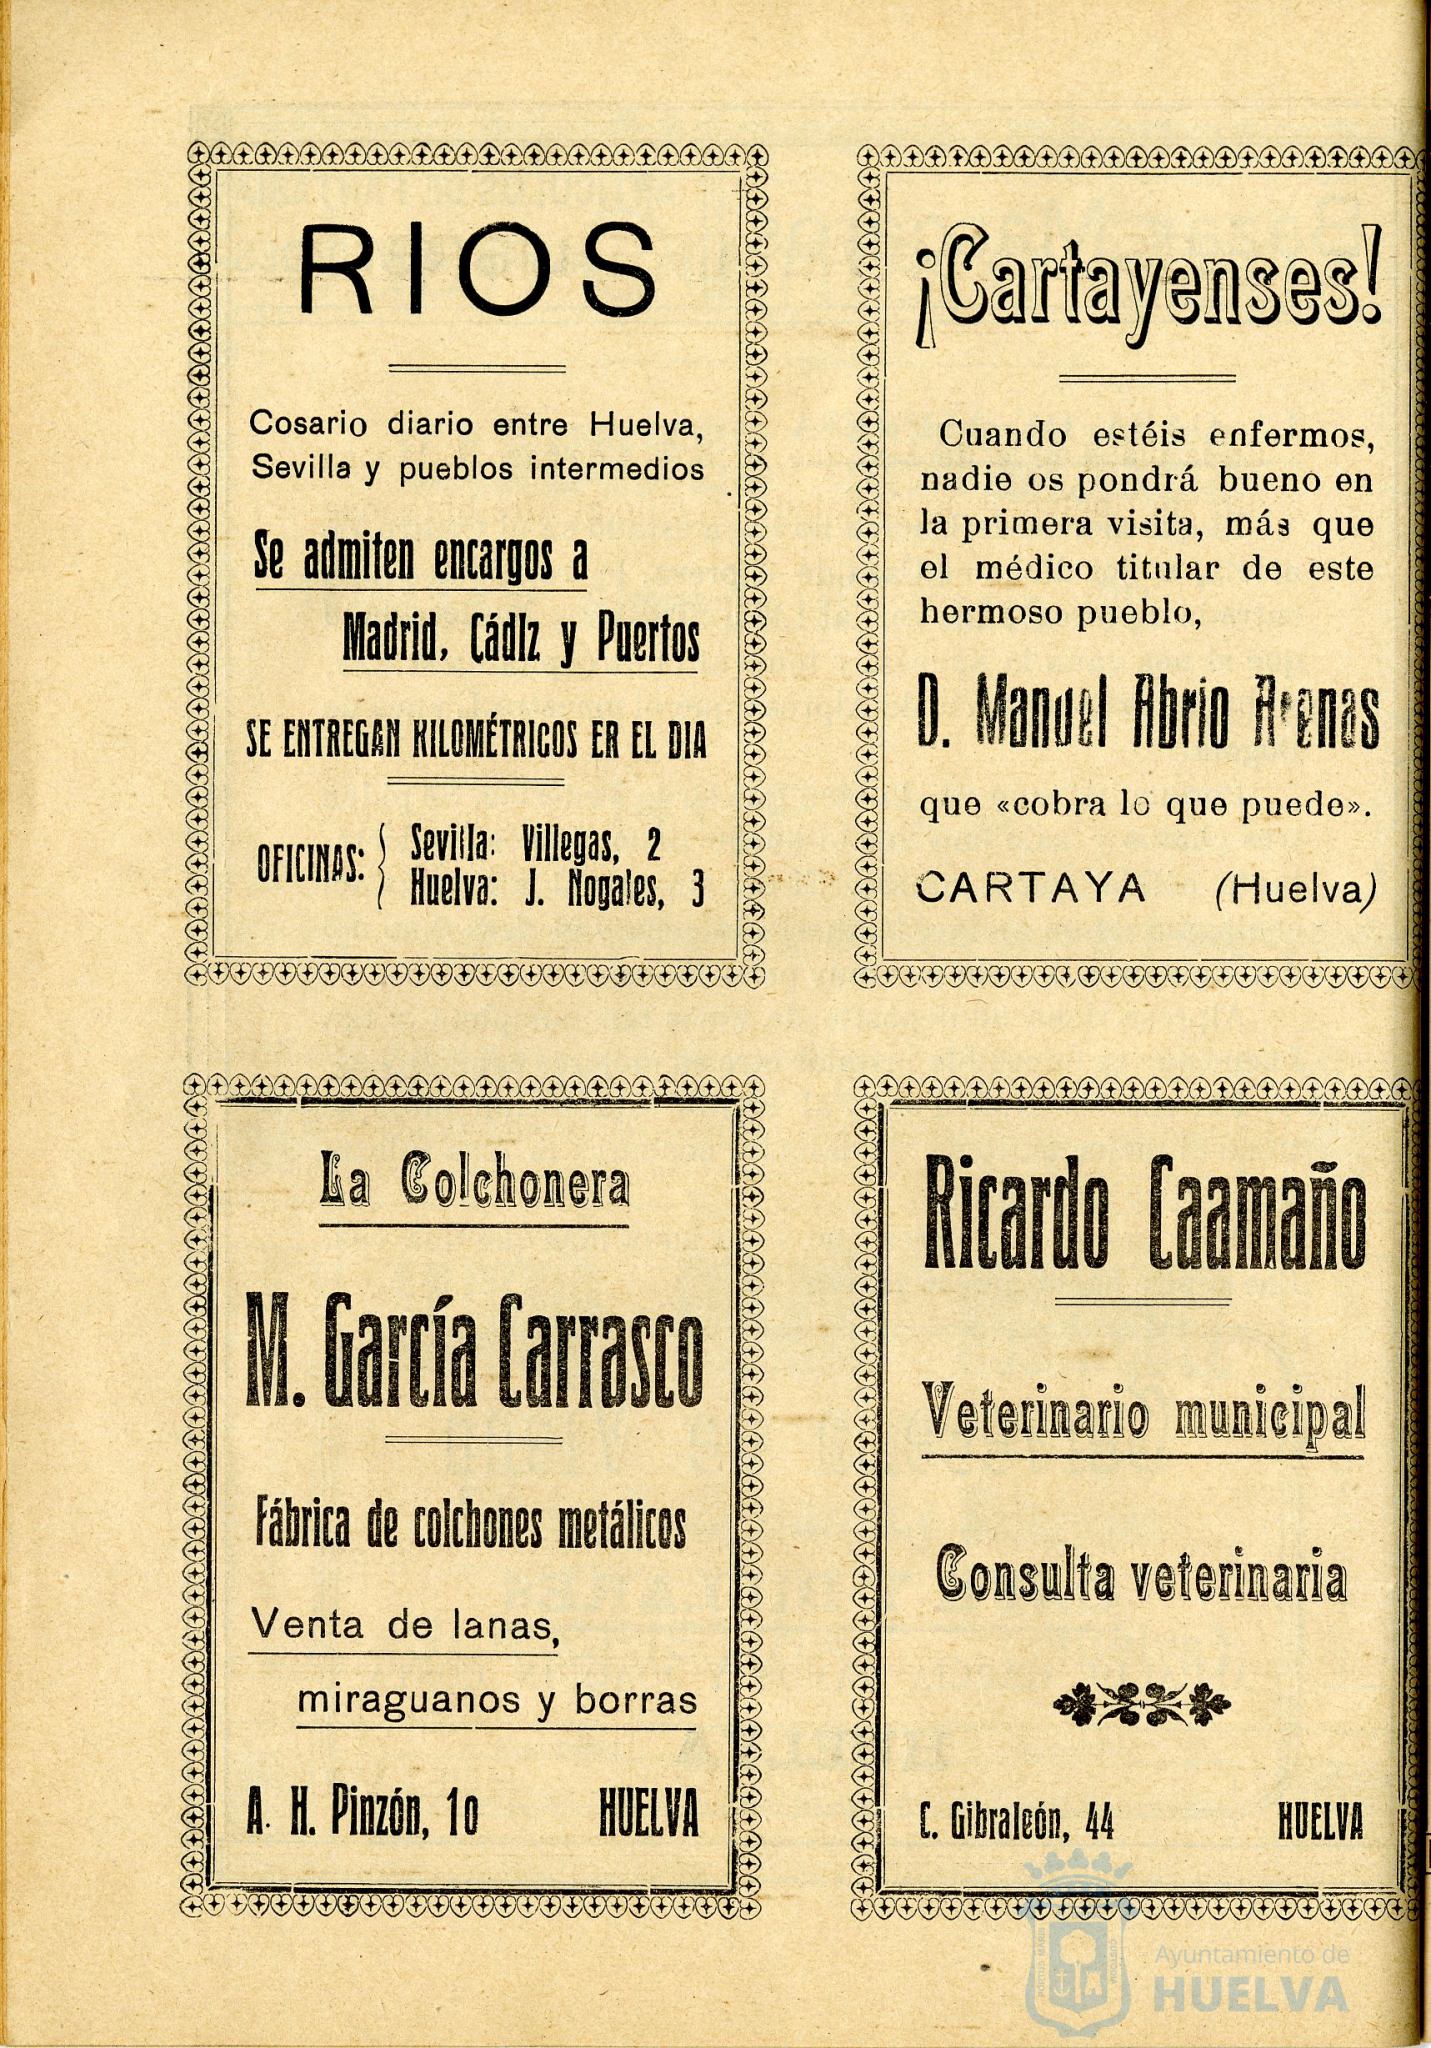 RIOS
Cosario diario entre Huelva,
Sevilla y pueblos intermedios
Se admiten encargos a
Madrid, Cádiz y Puertos
SE ENTREGAN KILOMÉTRICOS ER EL DIA
OFICINAS:
Sevilla: Villegas, 2
Huelva: J. Nogales, 3
¡Cartayenses!
Cuando estéis enfermos,
nadie os pondrá bueno en
la primera visita, más que
el médico titular de este
hermoso pueblo,
D. Manuel Abrio Arenas
que «cobra lo que puede».
CARTAYA (Huelva)
La Colchonera
M. García Carrasco
Fábrica de colchones metálicos
Venta de lanas,
miraguanos y borras
A. H. Pinzón, 10 HUELVA
Ricardo Caamaño
Veterinario municipal
Consulta veterinaria
C. Gibraleón, 44 HUELVA
Ayuntamiento de
HUELVA